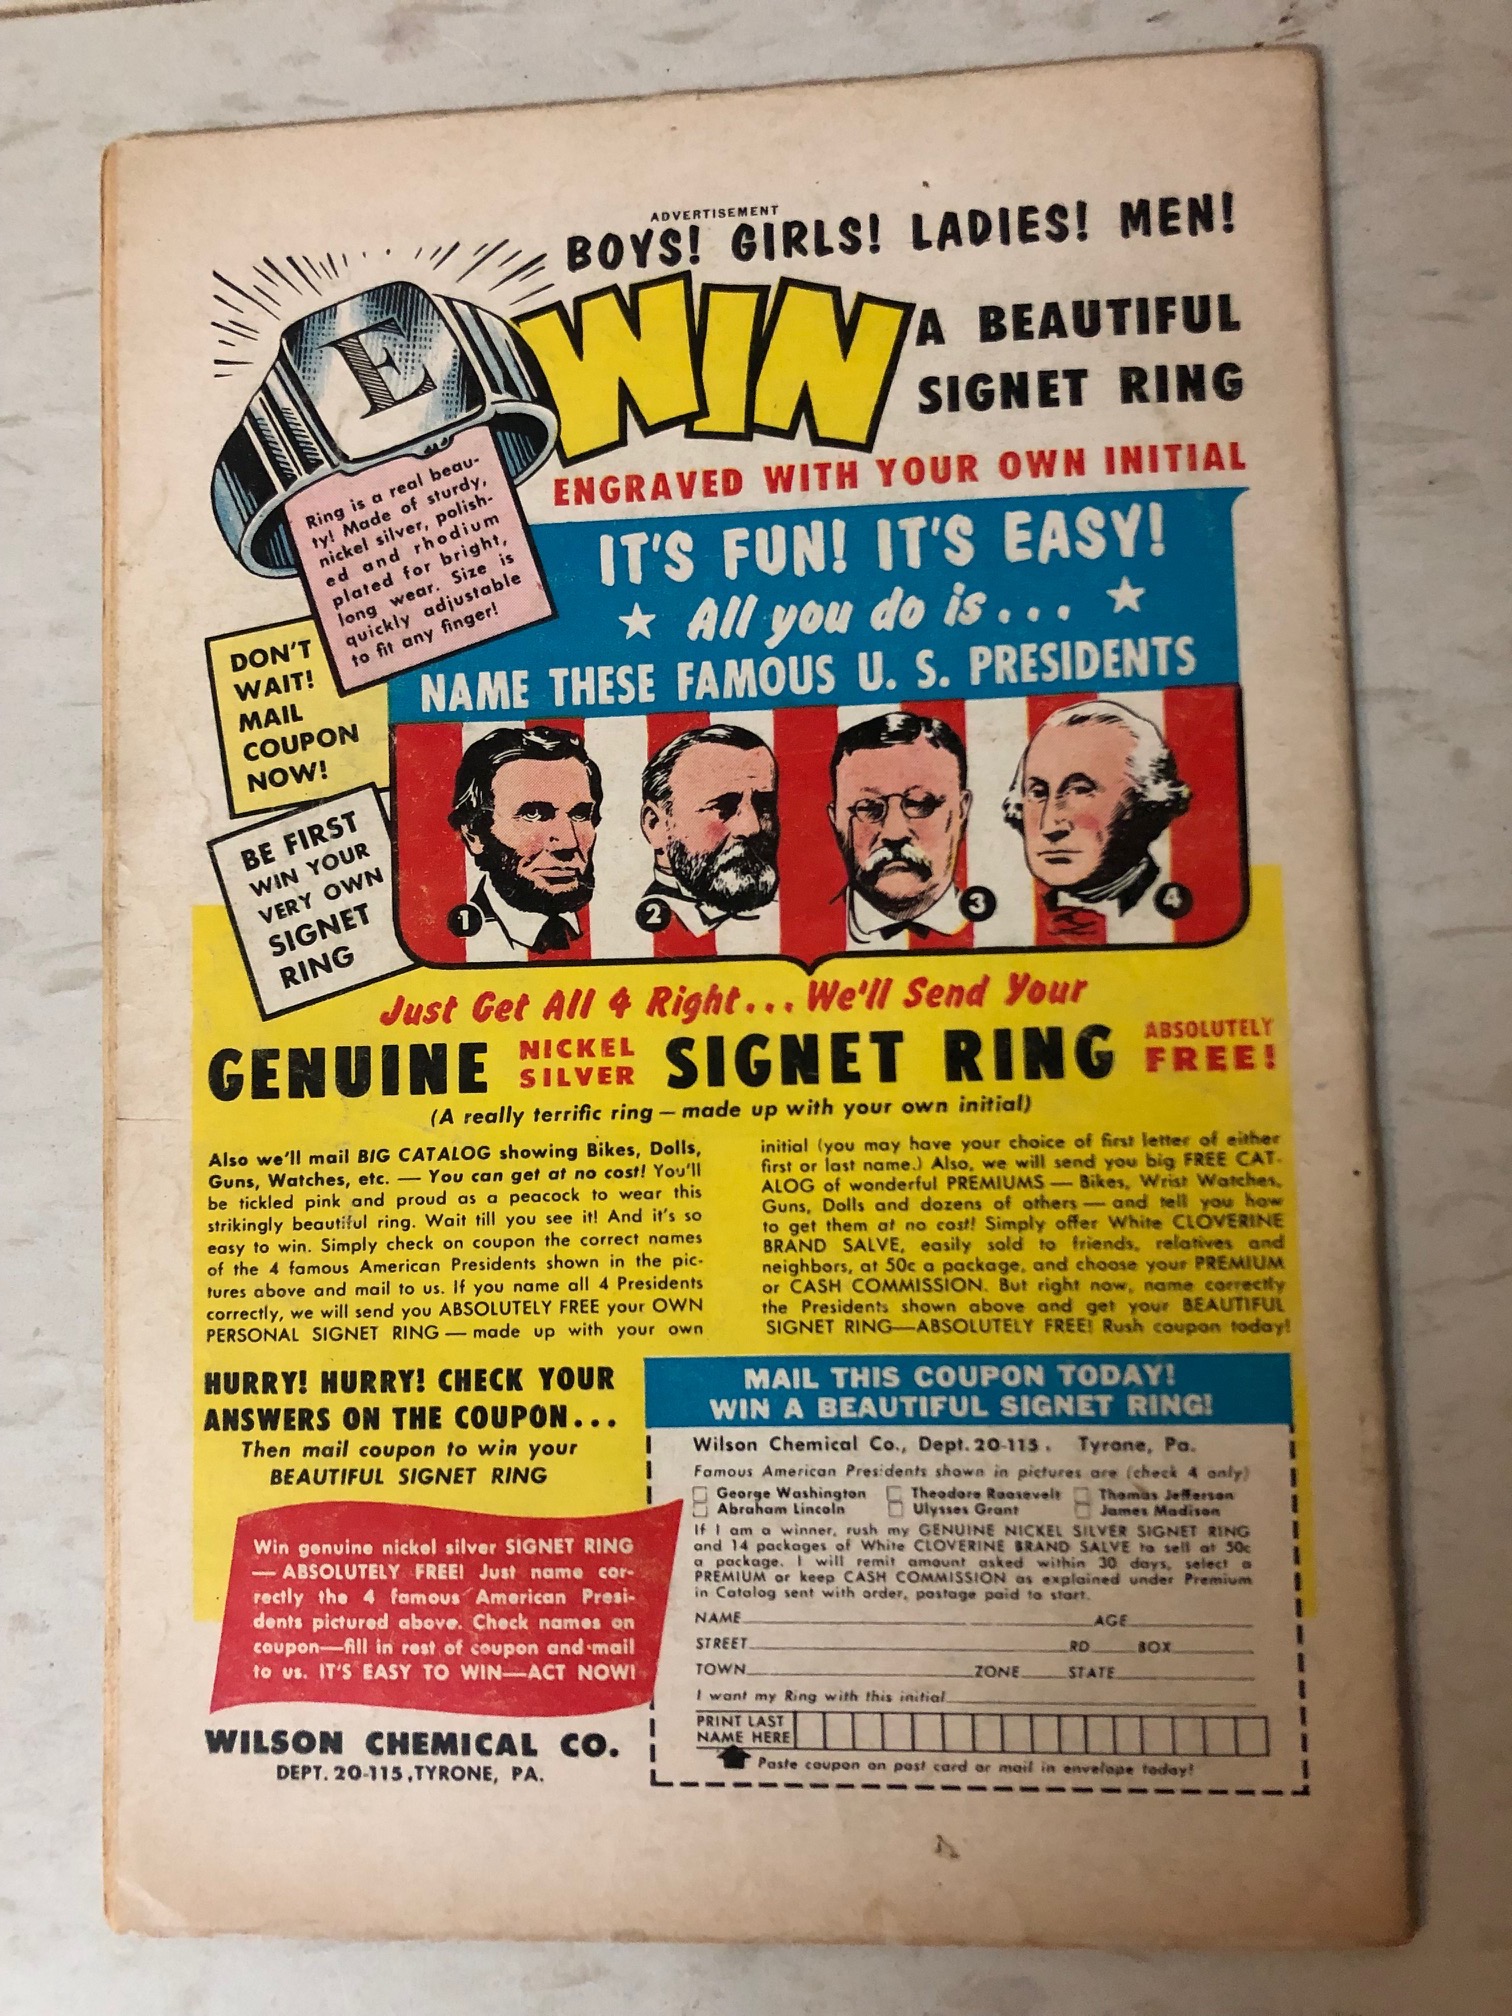 ADVERTISEMENT
BOYS! GIRLS! LADIES! MEN!
WIN
A BEAUTIFUL
SIGNET RING
ENGRAVED WITH YOUR OWN INITIAL
E
Ring is a real beau-
ty! Made of sturdy,
nickel silver, polish-
ed and rhodium
plated for bright,
long wear. Size is
quickly adjustable
to fit any finger!
IT'S FUN! IT'S EASY!
All you do is...
NAME THESE FAMOUS U. S. PRESIDENTS
DON'T
WAIT!
MAIL
COUPON
NOW!
BE FIRST
WIN YOUR
VERY OWN
SIGNET
RING
1
2
3
4
Just Get All 4 Right... We'll Send Your
GENUINE NICKEL SILVER SIGNET RING ABSOLUTELY FREE!
(A really terrific ring — made up with your own initial)
Also we'll mail BIG CATALOG showing Bikes, Dolls,
Guns, Watches, etc. — You can get at no cost! You'll
be tickled pink and proud as a peacock to wear this
strikingly beautiful ring. Wait till you see it! And it's so
easy to win. Simply check on coupon the correct names
of the 4 famous American Presidents shown in the pic-
tures above and mail to us. If you name all 4 Presidents
correctly, we will send you ABSOLUTELY FREE your OWN
PERSONAL SIGNET RING — made up with your own
initial (you may have your choice of first letter of either
first or last name.) Also, we will send you big FREE CAT-
ALOG of wonderful PREMIUMS — Bikes, Wrist Watches,
Guns, Dolls and dozens of others — and tell you how
to get them at no cost! Simply offer White CLOVERINE
BRAND SALVE, easily sold to friends, relatives and
neighbors, at 50c a package, and choose your PREMIUM
or CASH COMMISSION. But right now, name correctly
the Presidents shown above and get your BEAUTIFUL
SIGNET RING—ABSOLUTELY FREE! Rush coupon today!
HURRY! HURRY! CHECK YOUR
ANSWERS ON THE COUPON...
Then mail coupon to win your
BEAUTIFUL SIGNET RING
Win genuine nickel silver SIGNET RING
— ABSOLUTELY FREE! Just name cor-
rectly the 4 famous American Presi-
dents pictured above. Check names on
coupon—fill in rest of coupon and mail
to us. IT'S EASY TO WIN—ACT NOW!
WILSON CHEMICAL CO.
DEPT. 20-115, TYRONE, PA.
MAIL THIS COUPON TODAY!
WIN A BEAUTIFUL SIGNET RING!
Wilson Chemical Co., Dept. 20-115. Tyrone, Pa.
Famous American Presidents shown in pictures are (check 4 only)
George Washington Theodore Roosevelt Thomas Jefferson
Abraham Lincoln Ulysses Grant James Madison
If I am a winner, rush my GENUINE NICKEL SILVER SIGNET RING
and 14 packages of White CLOVERINE BRAND SALVE to sell at 50c
a package. I will remit amount asked within 30 days, select a
PREMIUM or keep CASH COMMISSION as explained under Premium
in Catalog sent with order, postage paid to start.
NAME AGE
STREET RD BOX
TOWN ZONE STATE
I want my Ring with this initial
PRINT LAST
NAME HERE
Paste coupon on post card or mail in envelope today!